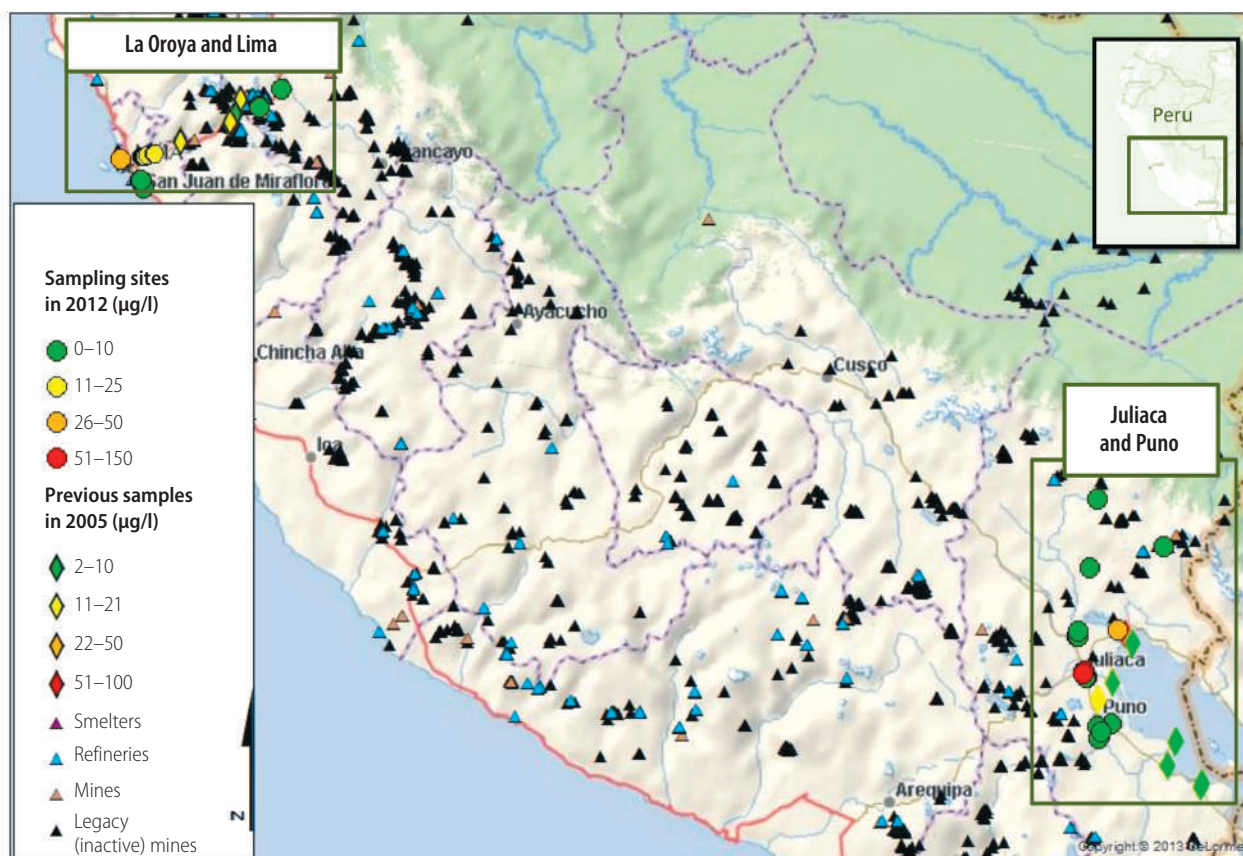 La Oroya and Lima
Peru
ancayo
San Juan de Miraflores
Sampling sites
in 2012 (µg/l)
0–10
11–25
26–50
51–150
Previous samples
in 2005 (µg/l)
2–10
11–21
22–50
51–100
Smelters
Refineries
Mines
Legacy
(inactive) mines
N
Ayacucho
Chincha Alta
Cusco
Ica
Juliaca
and Puno
uliaca
Puno
Arequipa
Copyright © 2013 DeLorme